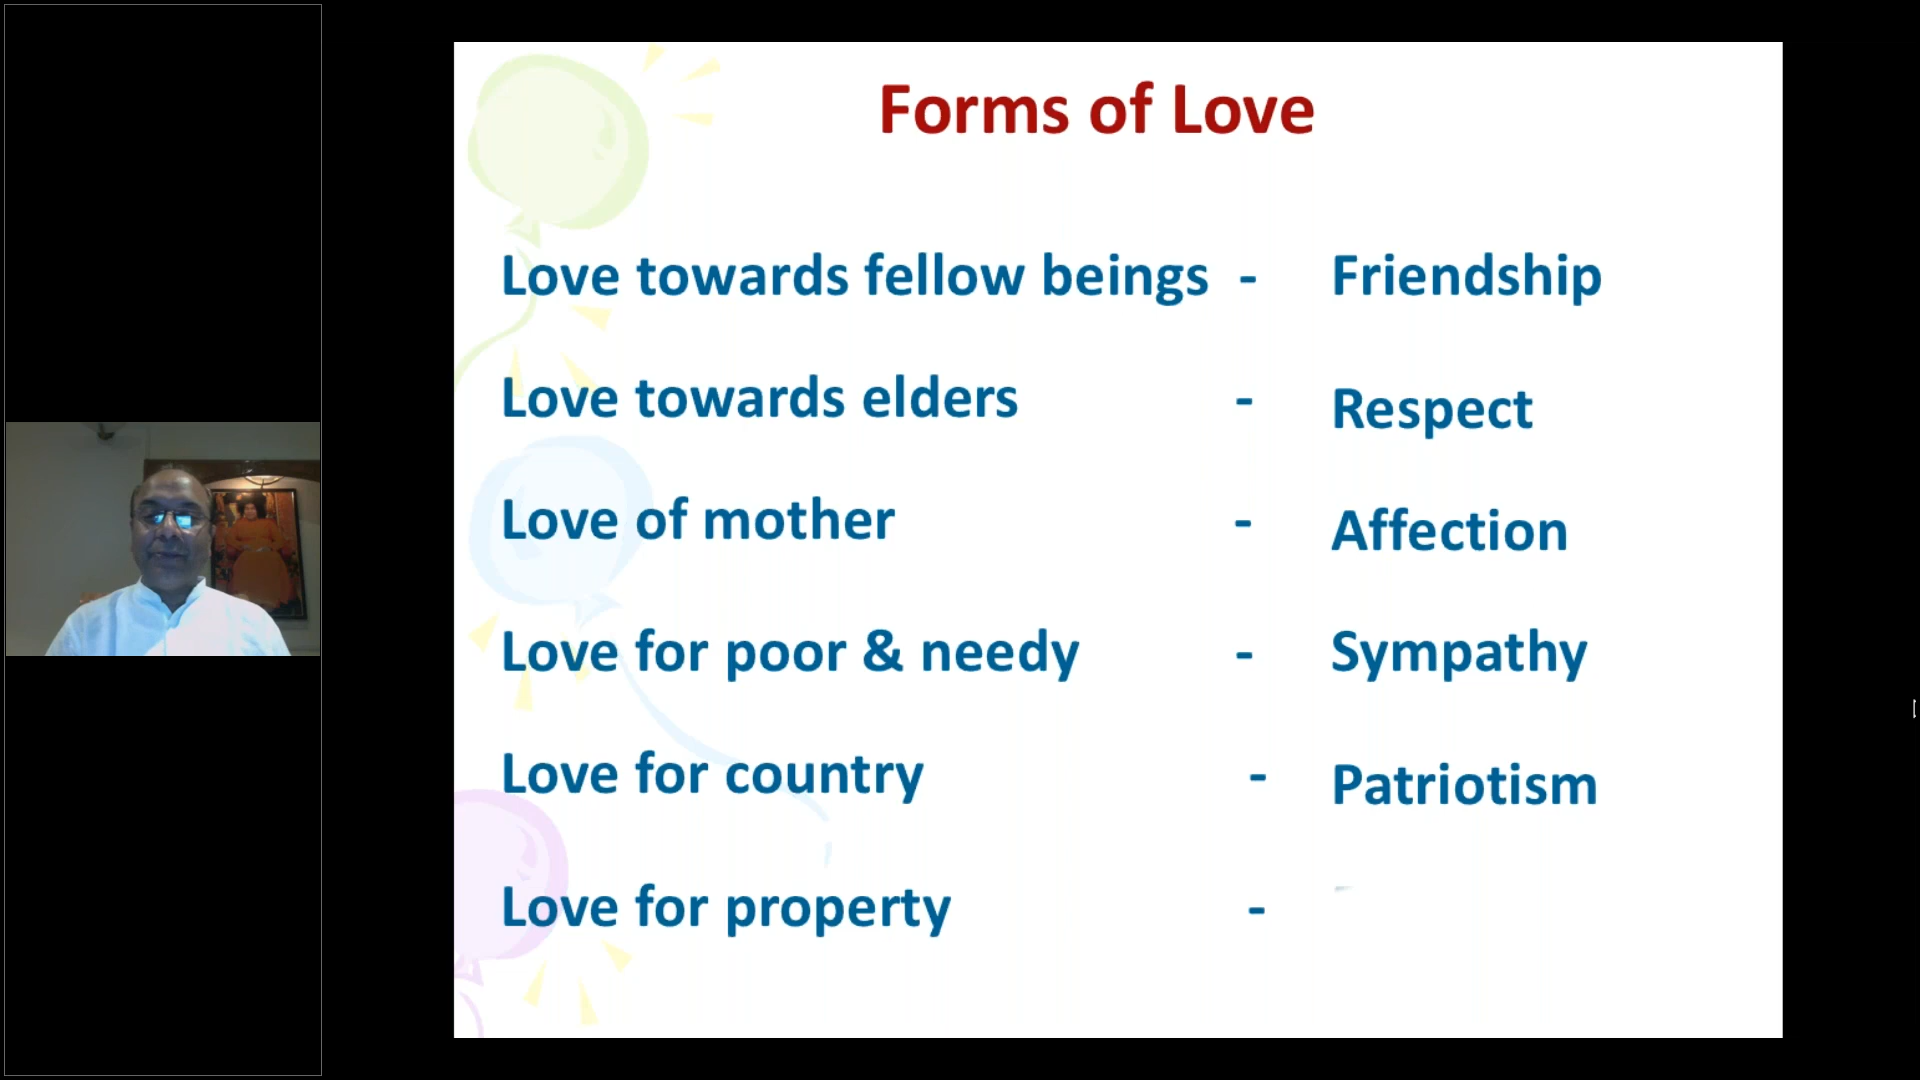 Forms of Love
Love towards fellow beings - Friendship
Love towards elders - Respect
Love of mother - Affection
Love for poor & needy - Sympathy
Love for country - Patriotism
Love for property -